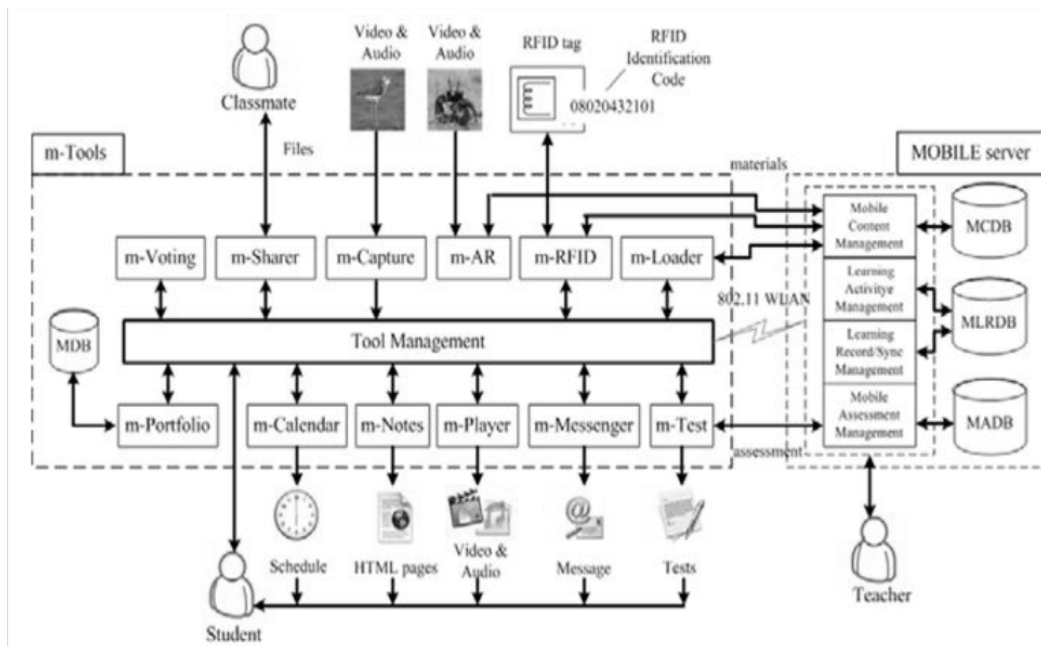 Video &
Audio
Video &
Audio
RFID tag
RFID
Identification
Code
08020432101
Classmate
Files
m-Tools
materials
MOBILE server
m-Voting
m-Sharer
m-Capture
m-AR
m-RFID
m-Loader
Mobile
Content
Management
MCDB
802.11 WLAN
Learning
Activitye
Management
MLRDB
MDB
Tool Management
Learning
Record/Sync
Management
m-Portfolio
m-Calendar
m-Notes
m-Player
m-Messenger
m-Test
Mobile
Assessment
Management
MADB
assessment
Schedule
HTML pages
Video &
Audio
Message
Tests
Student
Teacher